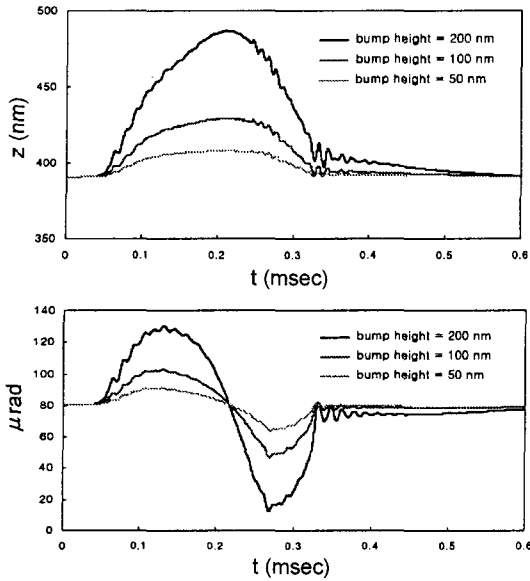 500
450
400
350
z (nm)
bump height = 200 nm
bump height = 100 nm
bump height = 50 nm
0
0.1
0.2
0.3
0.4
0.5
0.6
t (msec)
140
120
100
80
60
40
20
0
μrad
bump height = 200 nm
bump height = 100 nm
bump height = 50 nm
0
0.1
0.2
0.3
0.4
0.5
0.6
t (msec)